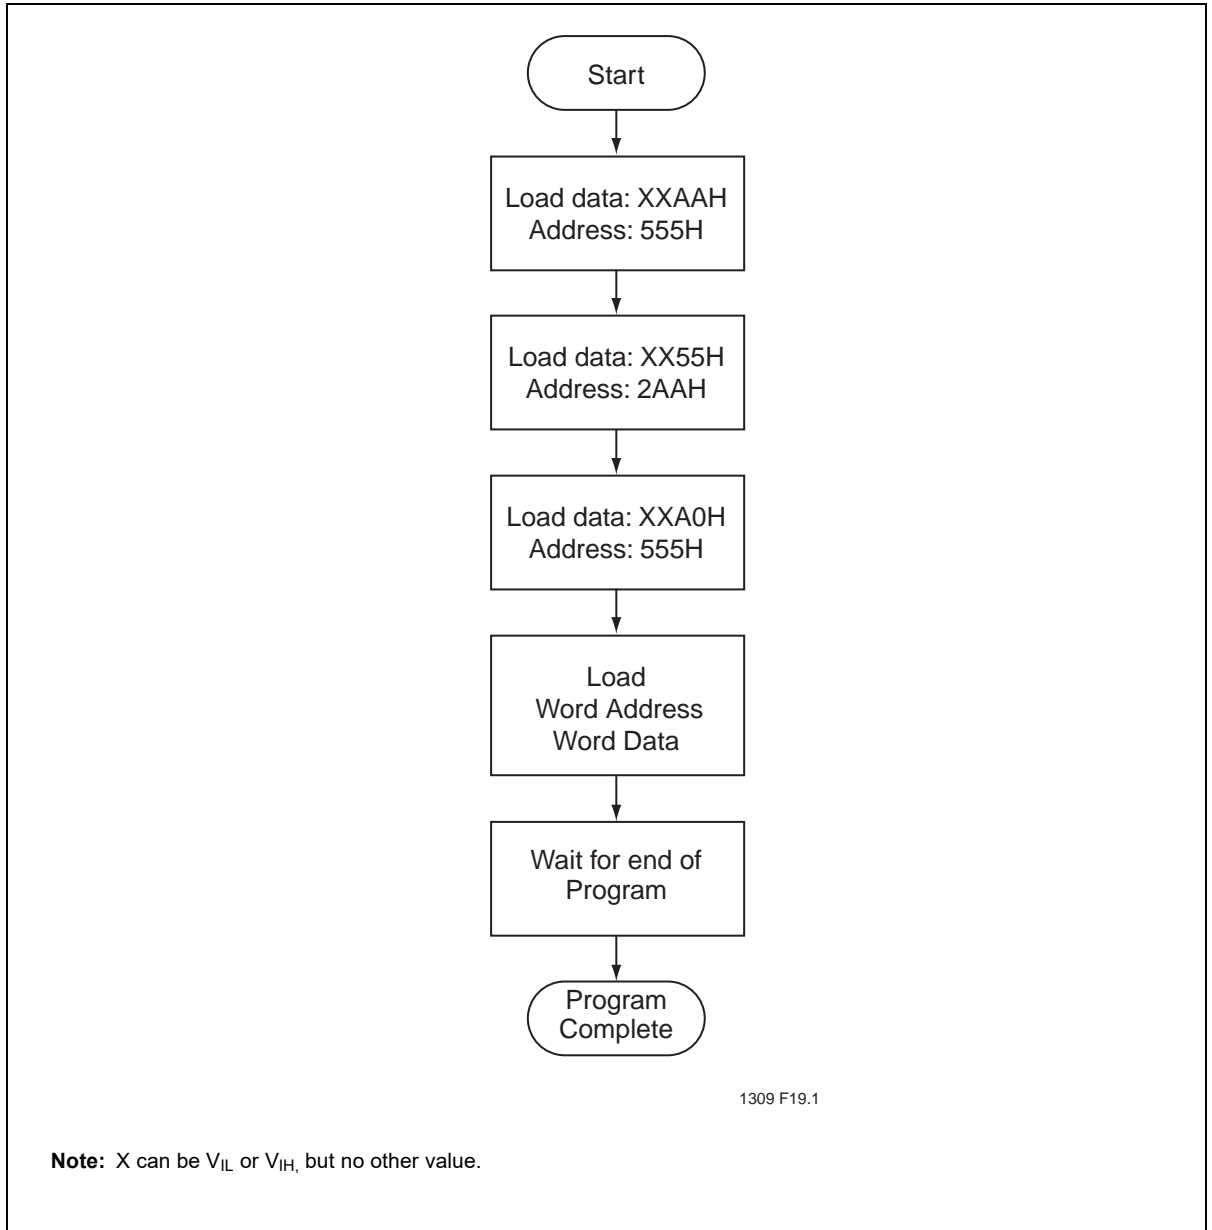 Start
Load data: XXAAH
Address: 555H
Load data: XX55H
Address: 2AAH
Load data: XXA0H
Address: 555H
Load
Word Address
Word Data
Wait for end of
Program
Program
Complete
1309 F19.1
Note: X can be VIL or VIH, but no other value.